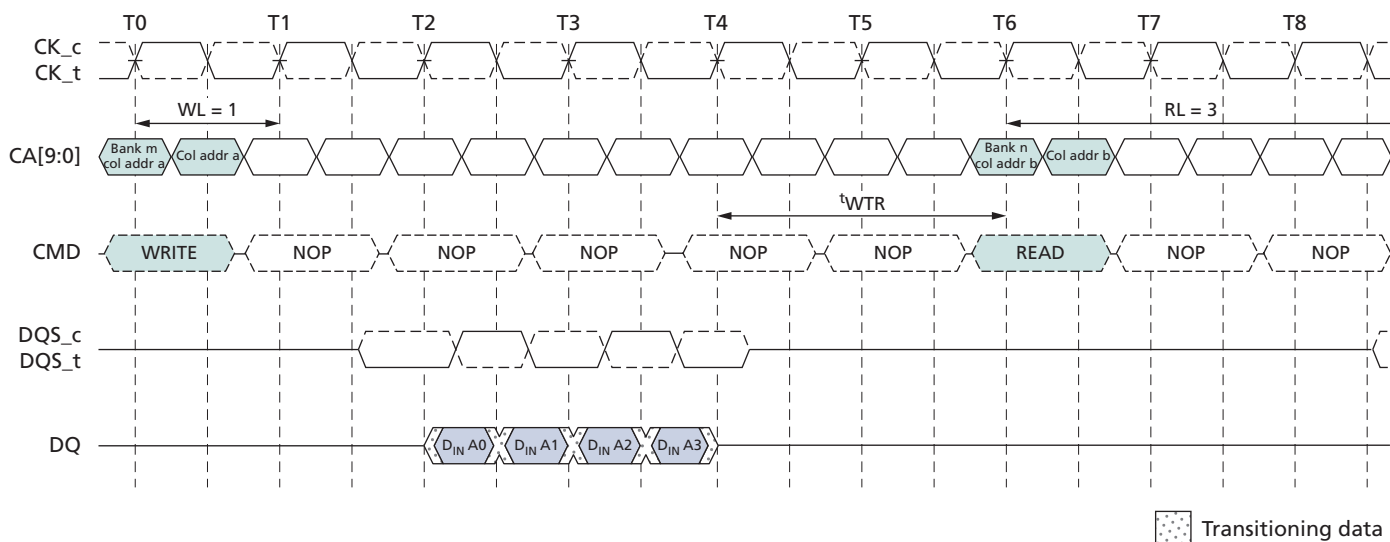 T0 T1 T2 T3 T4 T5 T6 T7 T8
CK_c
CK_t
WL = 1
RL = 3
CA[9:0]
Bank m
col addr a
Col addr a
Bank n
col addr b
Col addr b
tWTR
CMD
WRITE NOP NOP NOP NOP NOP READ NOP NOP
DQS_c
DQS_t
DQ
DIN A0 DIN A1 DIN A2 DIN A3
Transitioning data